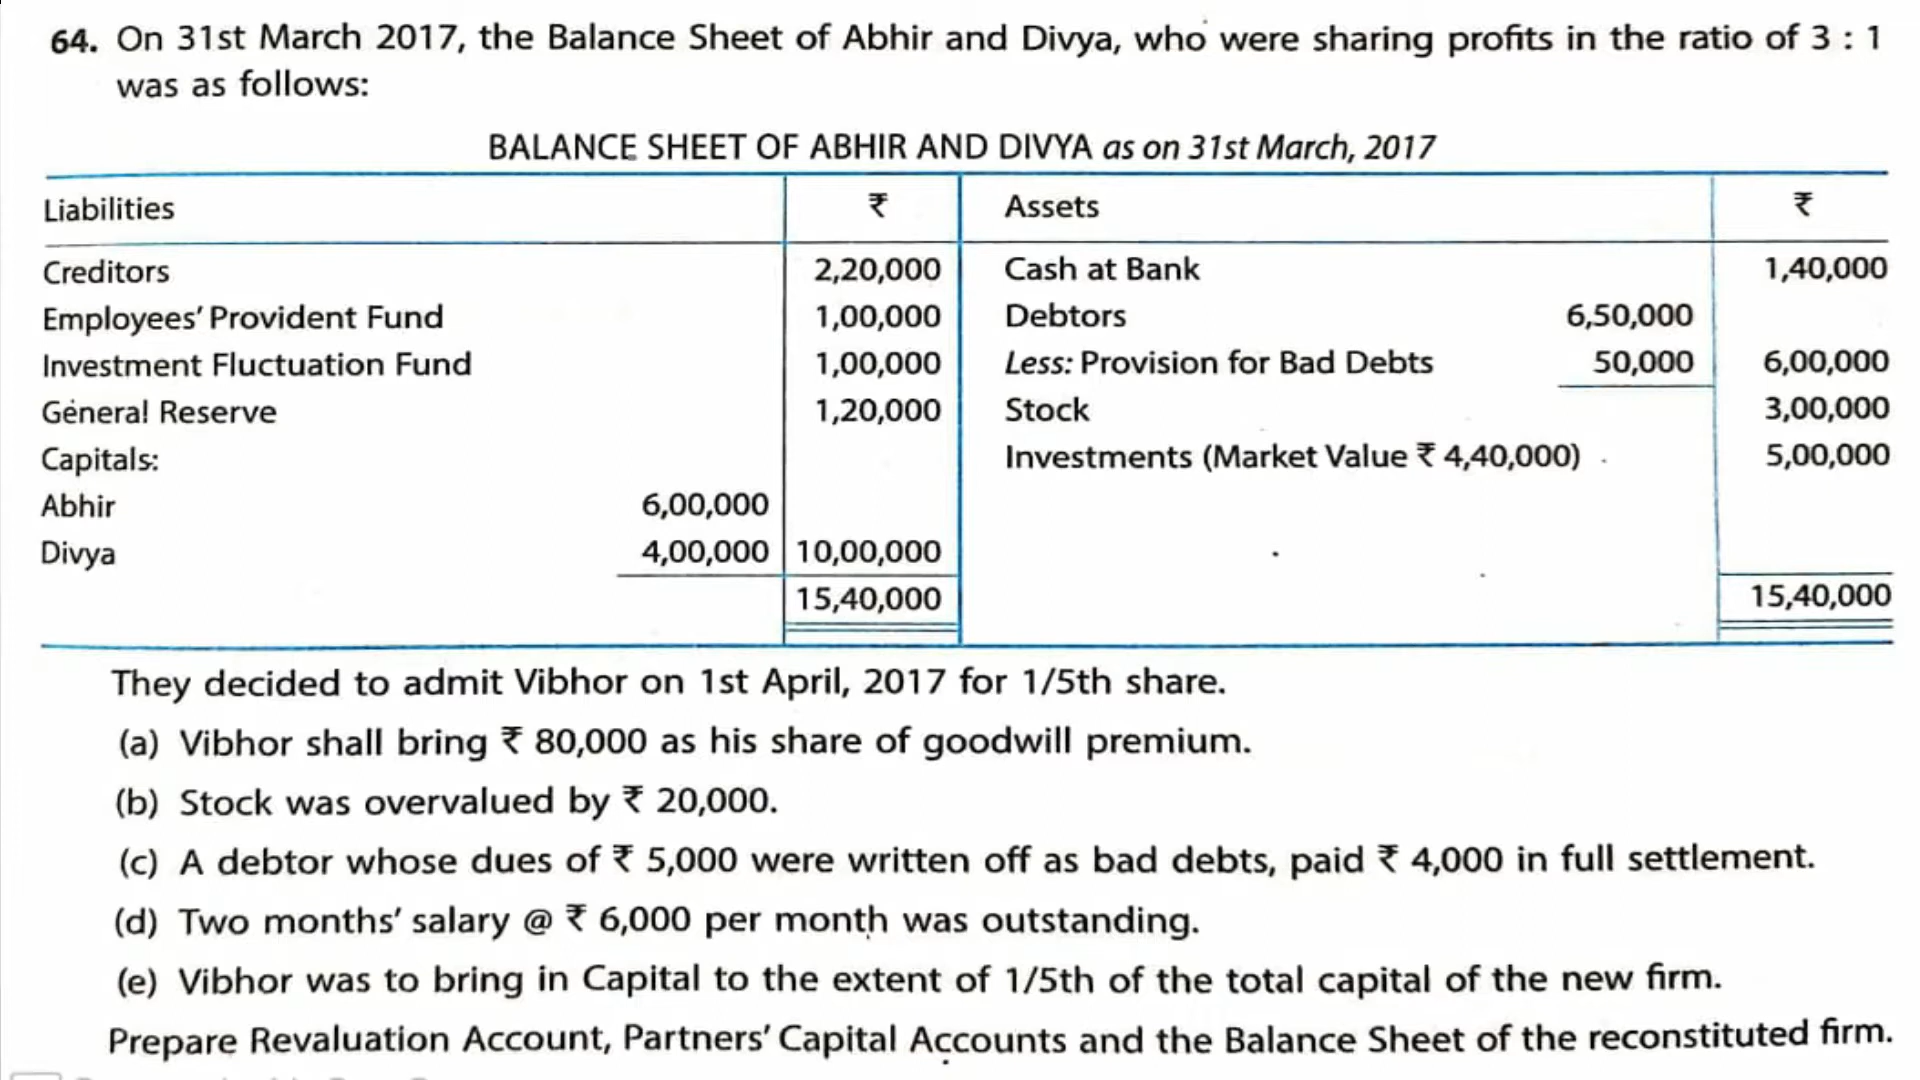 64. On 31st March 2017, the Balance Sheet of Abhir and Divya, who were sharing profits in the ratio of 3 : 1
was as follows:
BALANCE SHEET OF ABHIR AND DIVYA as on 31st March, 2017
Liabilities ₹ Assets ₹
Creditors 2,20,000 Cash at Bank 1,40,000
Employees' Provident Fund 1,00,000 Debtors 6,50,000
Investment Fluctuation Fund 1,00,000 Less: Provision for Bad Debts 50,000 6,00,000
General Reserve 1,20,000 Stock 3,00,000
Capitals: Investments (Market Value ₹ 4,40,000) 5,00,000
Abhir 6,00,000
Divya 4,00,000 10,00,000
15,40,000 15,40,000
They decided to admit Vibhor on 1st April, 2017 for 1/5th share.
(a) Vibhor shall bring ₹ 80,000 as his share of goodwill premium.
(b) Stock was overvalued by ₹ 20,000.
(c) A debtor whose dues of ₹ 5,000 were written off as bad debts, paid ₹ 4,000 in full settlement.
(d) Two months' salary @ ₹ 6,000 per month was outstanding.
(e) Vibhor was to bring in Capital to the extent of 1/5th of the total capital of the new firm.
Prepare Revaluation Account, Partners' Capital Accounts and the Balance Sheet of the reconstituted firm.